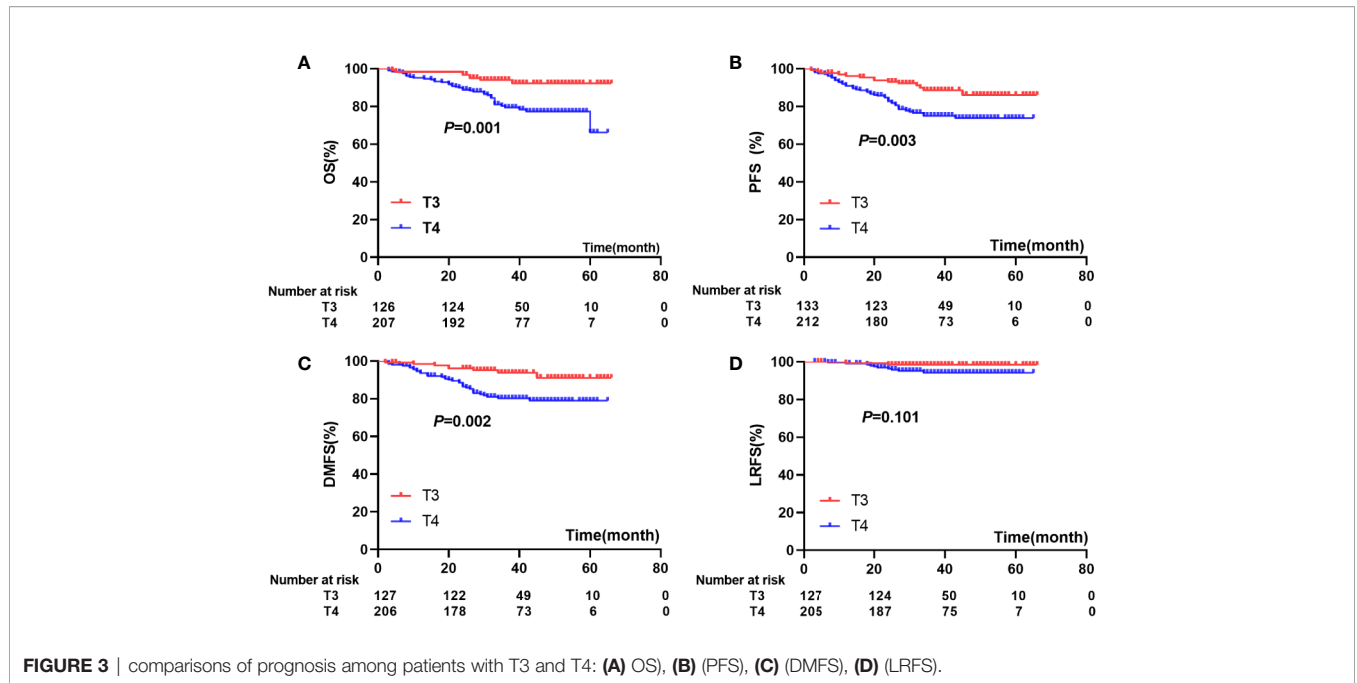 A
100
80
60
40
20
0
OS(%)
P=0.001
T3
T4
Time(month)
0 20 40 60 80
Number at risk
T3 126 124 50 10 0
T4 207 192 77 7 0
B
100
80
60
40
20
0
PFS (%)
P=0.003
T3
T4
Time(month)
0 20 40 60 80
Number at risk
T3 133 123 49 10 0
T4 212 180 73 6 0
C
100
80
60
40
20
0
DMFS(%)
P=0.002
T3
T4
Time(month)
0 20 40 60 80
Number at risk
T3 127 122 49 10 0
T4 206 178 73 6 0
D
100
80
60
40
20
0
LRFS(%)
P=0.101
T3
T4
Time(month)
0 20 40 60 80
Number at risk
T3 127 124 50 10 0
T4 205 187 75 7 0
FIGURE 3 | comparisons of prognosis among patients with T3 and T4: (A) OS), (B) (PFS), (C) (DMFS), (D) (LRFS).